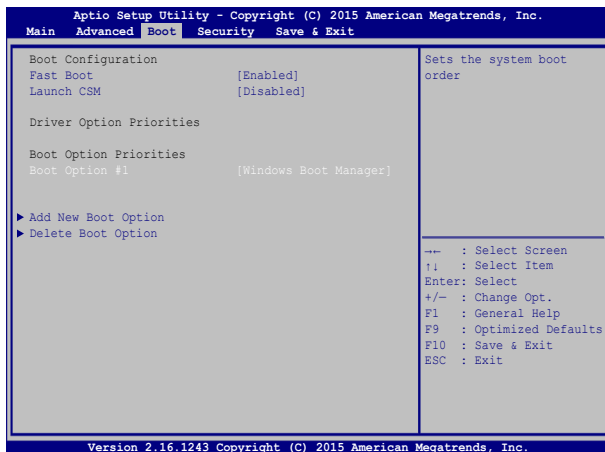 Aptio Setup Utility - Copyright (C) 2015 American Megatrends, Inc.
Main Advanced Boot Security Save & Exit
Boot Configuration
Fast Boot [Enabled]
Launch CSM [Disabled]
Driver Option Priorities
Boot Option Priorities
Boot Option #1 [Windows Boot Manager]
Add New Boot Option
Delete Boot Option
Sets the system boot
order
→← : Select Screen
↑↓ : Select Item
Enter: Select
+/— : Change Opt.
F1 : General Help
F9 : Optimized Defaults
F10 : Save & Exit
ESC : Exit
Version 2.16.1243 Copyright (C) 2015 American Megatrends, Inc.